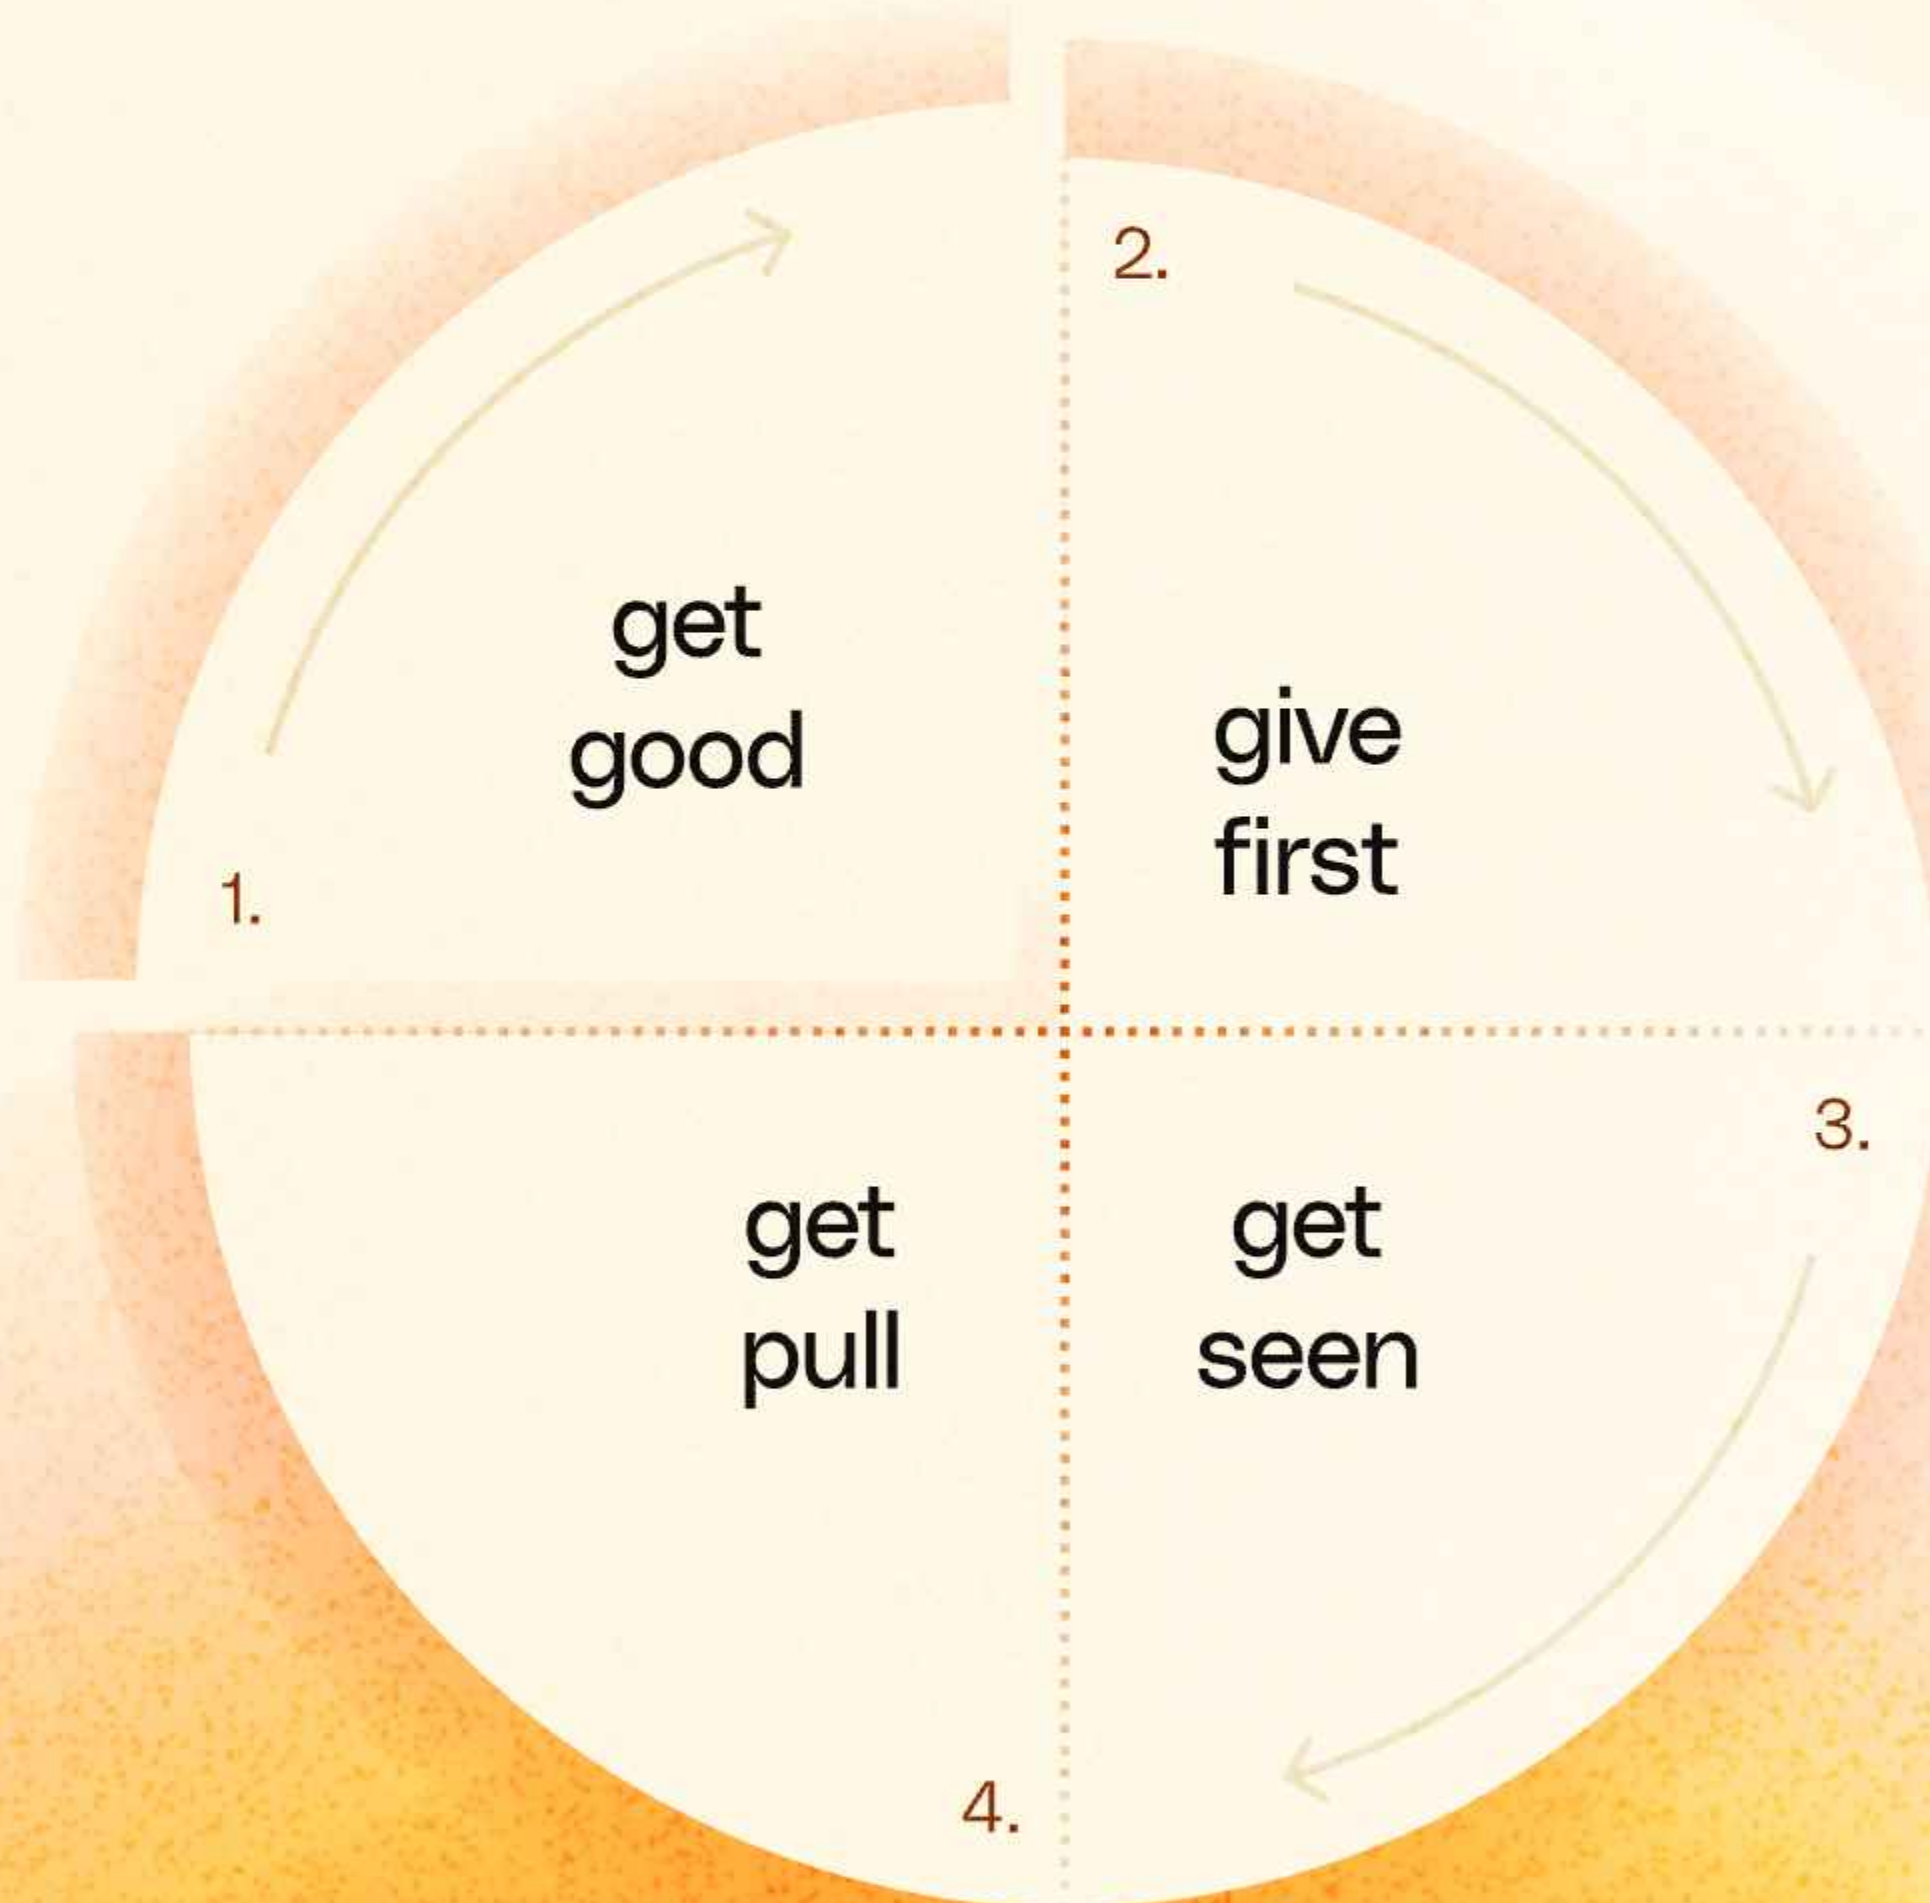 1.
get
good
2.
give
first
3.
get
seen
4.
get
pull